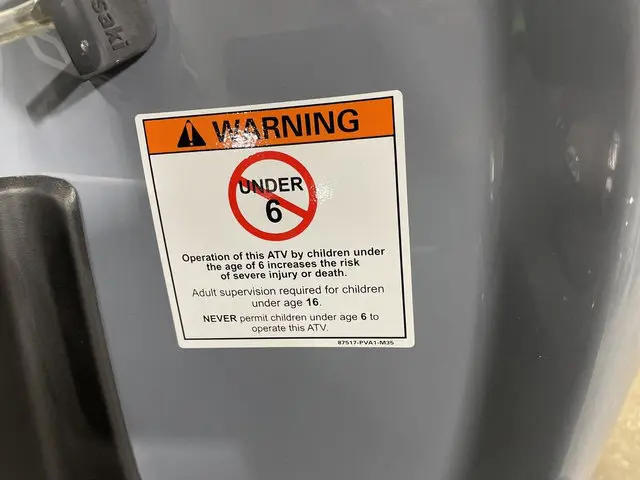 saki
WARNING
UNDER
6
Operation of this ATV by children under
the age of 6 increases the risk
of severe injury or death.
Adult supervision required for children
under age 16.
NEVER permit children under age 6 to
operate this ATV.
87517-PVA1-M35